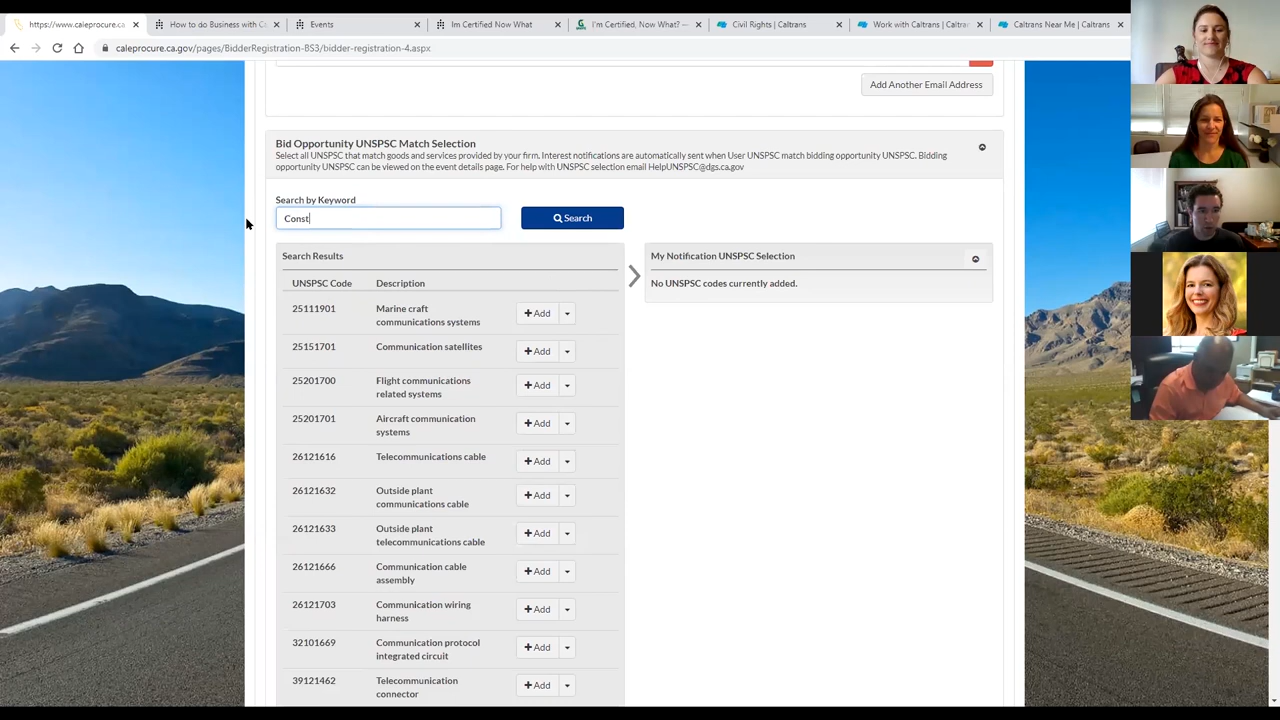 https://www.caleprocure.ca.gov
How to do Business with Ca
Events
Im Certified Now What
I'm Certified, Now What? —
Civil Rights | Caltrans
Work with Caltrans | Caltran
Caltrans Near Me | Caltrans
caleprocure.ca.gov/pages/BidderRegistration-BS3/bidder-registration-4.aspx
Add Another Email Address
Bid Opportunity UNSPSC Match Selection
Select all UNSPSC that match goods and services provided by your firm. Interest notifications are automatically sent when User UNSPSC match bidding opportunity UNSPSC. Bidding
opportunity UNSPSC can be viewed on the event details page. For help with UNSPSC selection email HelpUNSPSC@dgs.ca.gov
Search by Keyword
Const
Search
Search Results
My Notification UNSPSC Selection
UNSPSC Code Description
No UNSPSC codes currently added.
25111901 Marine craft + Add
communications systems
25151701 Communication satellites + Add
25201700 Flight communications + Add
related systems
25201701 Aircraft communication + Add
systems
26121616 Telecommunications cable + Add
26121632 Outside plant + Add
communications cable
26121633 Outside plant + Add
telecommunications cable
26121666 Communication cable + Add
assembly
26121703 Communication wiring + Add
harness
32101669 Communication protocol + Add
integrated circuit
39121462 Telecommunication + Add
connector